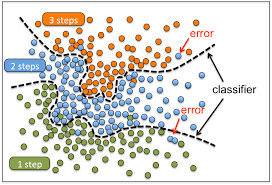 3 steps
error
2 steps
classifier
error
1 step